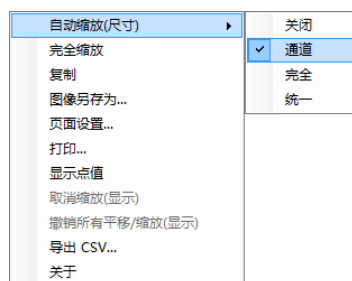 自动缩放(尺寸)
完全缩放
复制
图像另存为...
页面设置...
打印...
显示点值
取消缩放(显示)
撤销所有平移/缩放(显示)
导出 CSV...
关于
关闭
通道
完全
统一